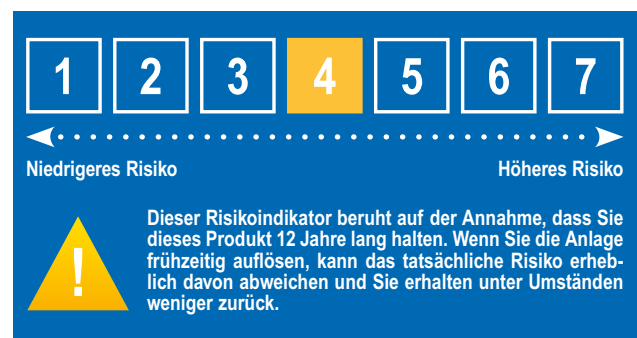 1 2 3 4 5 6 7
Niedrigeres Risiko Höheres Risiko
Dieser Risikoindikator beruht auf der Annahme, dass Sie
dieses Produkt 12 Jahre lang halten. Wenn Sie die Anlage
frühzeitig auflösen, kann das tatsächliche Risiko erheb-
lich davon abweichen und Sie erhalten unter Umständen
weniger zurück.
!